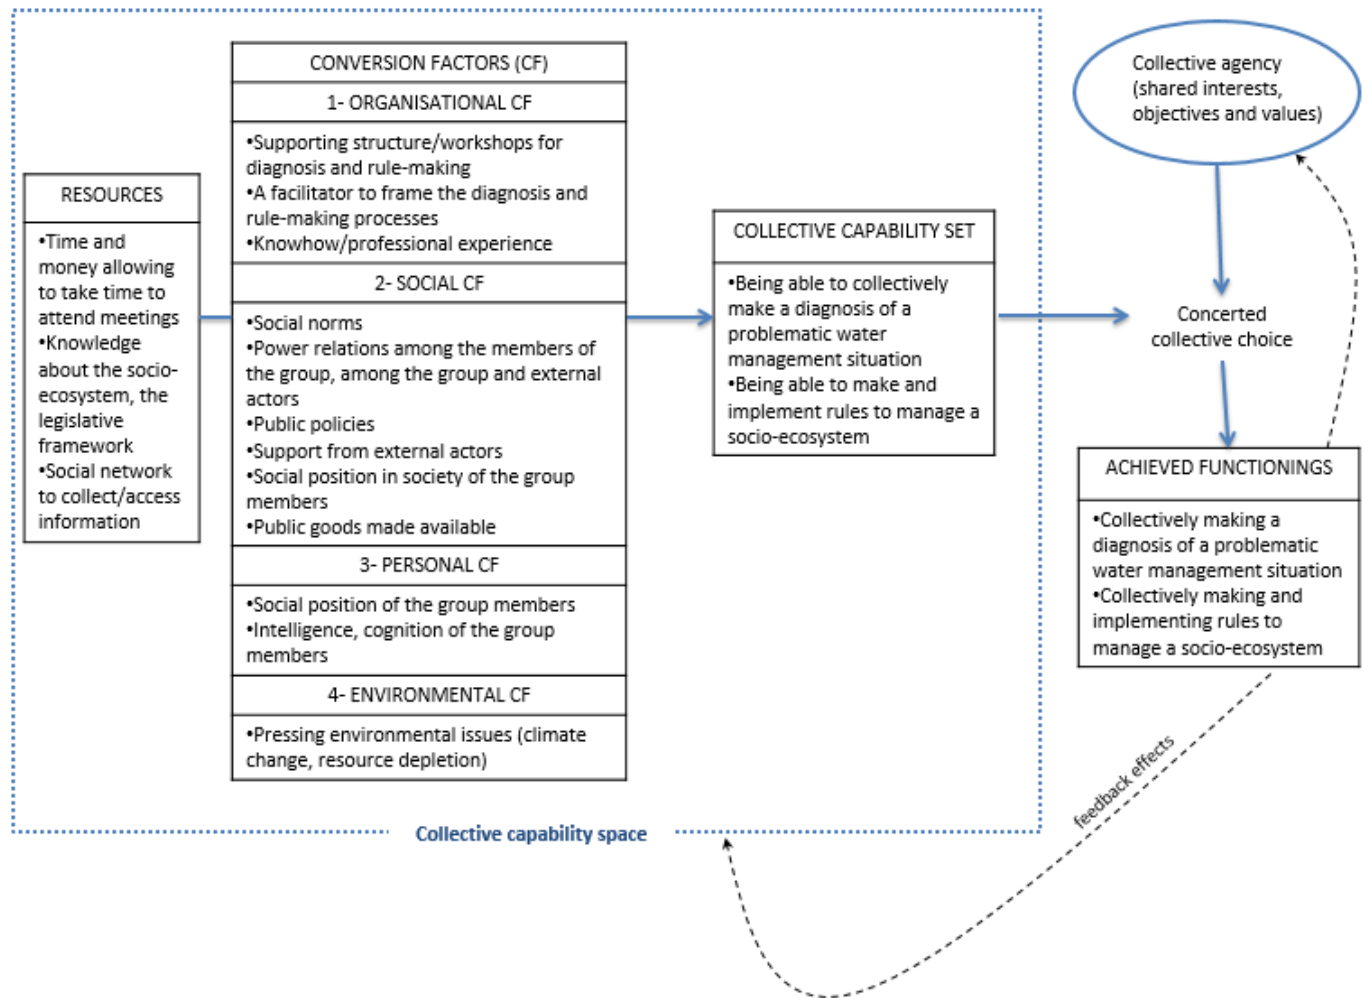 RESOURCES
•Time and
money allowing
to take time to
attend meetings
•Knowledge
about the socio-
ecosystem, the
legislative
framework
•Social network
to collect/access
information
CONVERSION FACTORS (CF)
1- ORGANISATIONAL CF
•Supporting structure/workshops for
diagnosis and rule-making
•A facilitator to frame the diagnosis and
rule-making processes
•Knowhow/professional experience
2- SOCIAL CF
•Social norms
•Power relations among the members of
the group, among the group and external
actors
•Public policies
•Support from external actors
•Social position in society of the group
members
•Public goods made available
3- PERSONAL CF
•Social position of the group members
•Intelligence, cognition of the group
members
4- ENVIRONMENTAL CF
•Pressing environmental issues (climate
change, resource depletion)
COLLECTIVE CAPABILITY SET
•Being able to collectively
make a diagnosis of a
problematic water
management situation
•Being able to make and
implement rules to manage a
socio-ecosystem
Collective capability space
Collective agency
(shared interests,
objectives and values)
Concerted
collective choice
ACHIEVED FUNCTIONINGS
•Collectively making a
diagnosis of a problematic
water management situation
•Collectively making and
implementing rules to
manage a socio-ecosystem
feedback effects